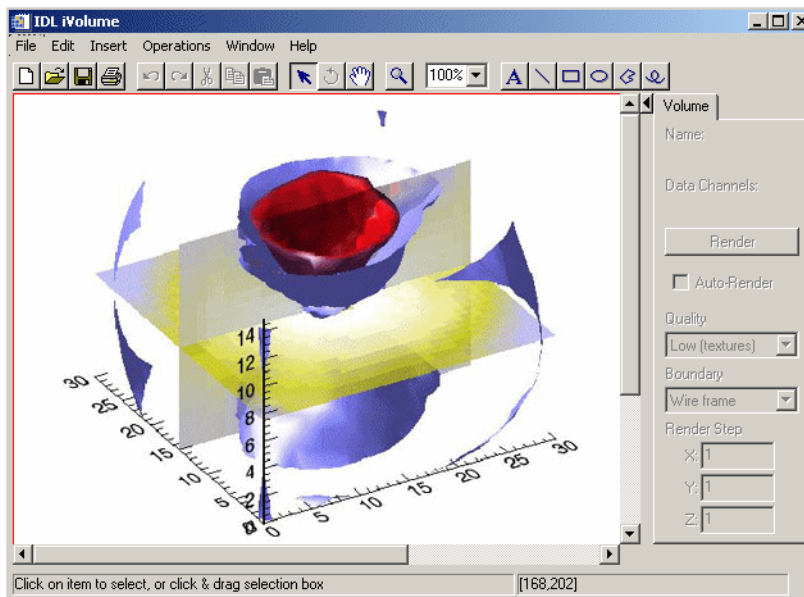 IDL iVolume
File Edit Insert Operations Window Help
100%
A
Volume
Name:
Data Channels:
Render
Auto-Render
Quality
Low (textures)
Boundary
Wire frame
Render Step
X: 1
Y: 1
Z: 1
14
12
10
8
6
4
2
30
25
20
15
10
5
0
5
10
15
20
25
30
Click on item to select, or click & drag selection box
[168,202]